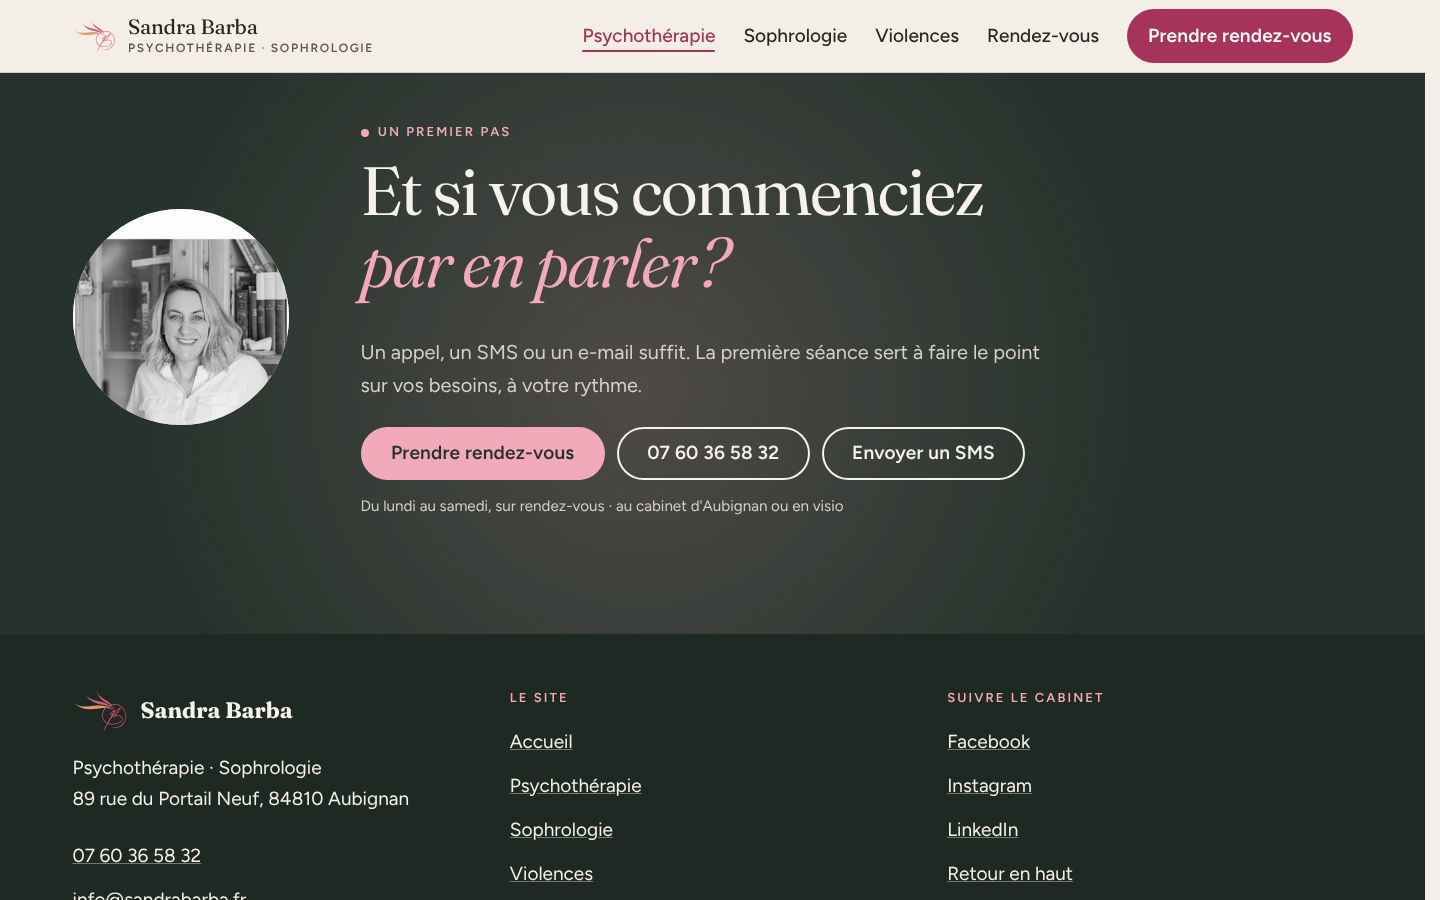 Sandra Barba
PSYCHOTHÉRAPIE · SOPHROLOGIE
Psychothérapie
Sophrologie
Violences
Rendez-vous
Prendre rendez-vous
UN PREMIER PAS
Et si vous commenciez
par en parler ?
Un appel, un SMS ou un e-mail suffit. La première séance sert à faire le point
sur vos besoins, à votre rythme.
Prendre rendez-vous
07 60 36 58 32
Envoyer un SMS
Du lundi au samedi, sur rendez-vous · au cabinet d'Aubignan ou en visio
Sandra Barba
Psychothérapie · Sophrologie
89 rue du Portail Neuf, 84810 Aubignan
07 60 36 58 32
info@sandrabarba.fr
LE SITE
Accueil
Psychothérapie
Sophrologie
Violences
SUIVRE LE CABINET
Facebook
Instagram
LinkedIn
Retour en haut